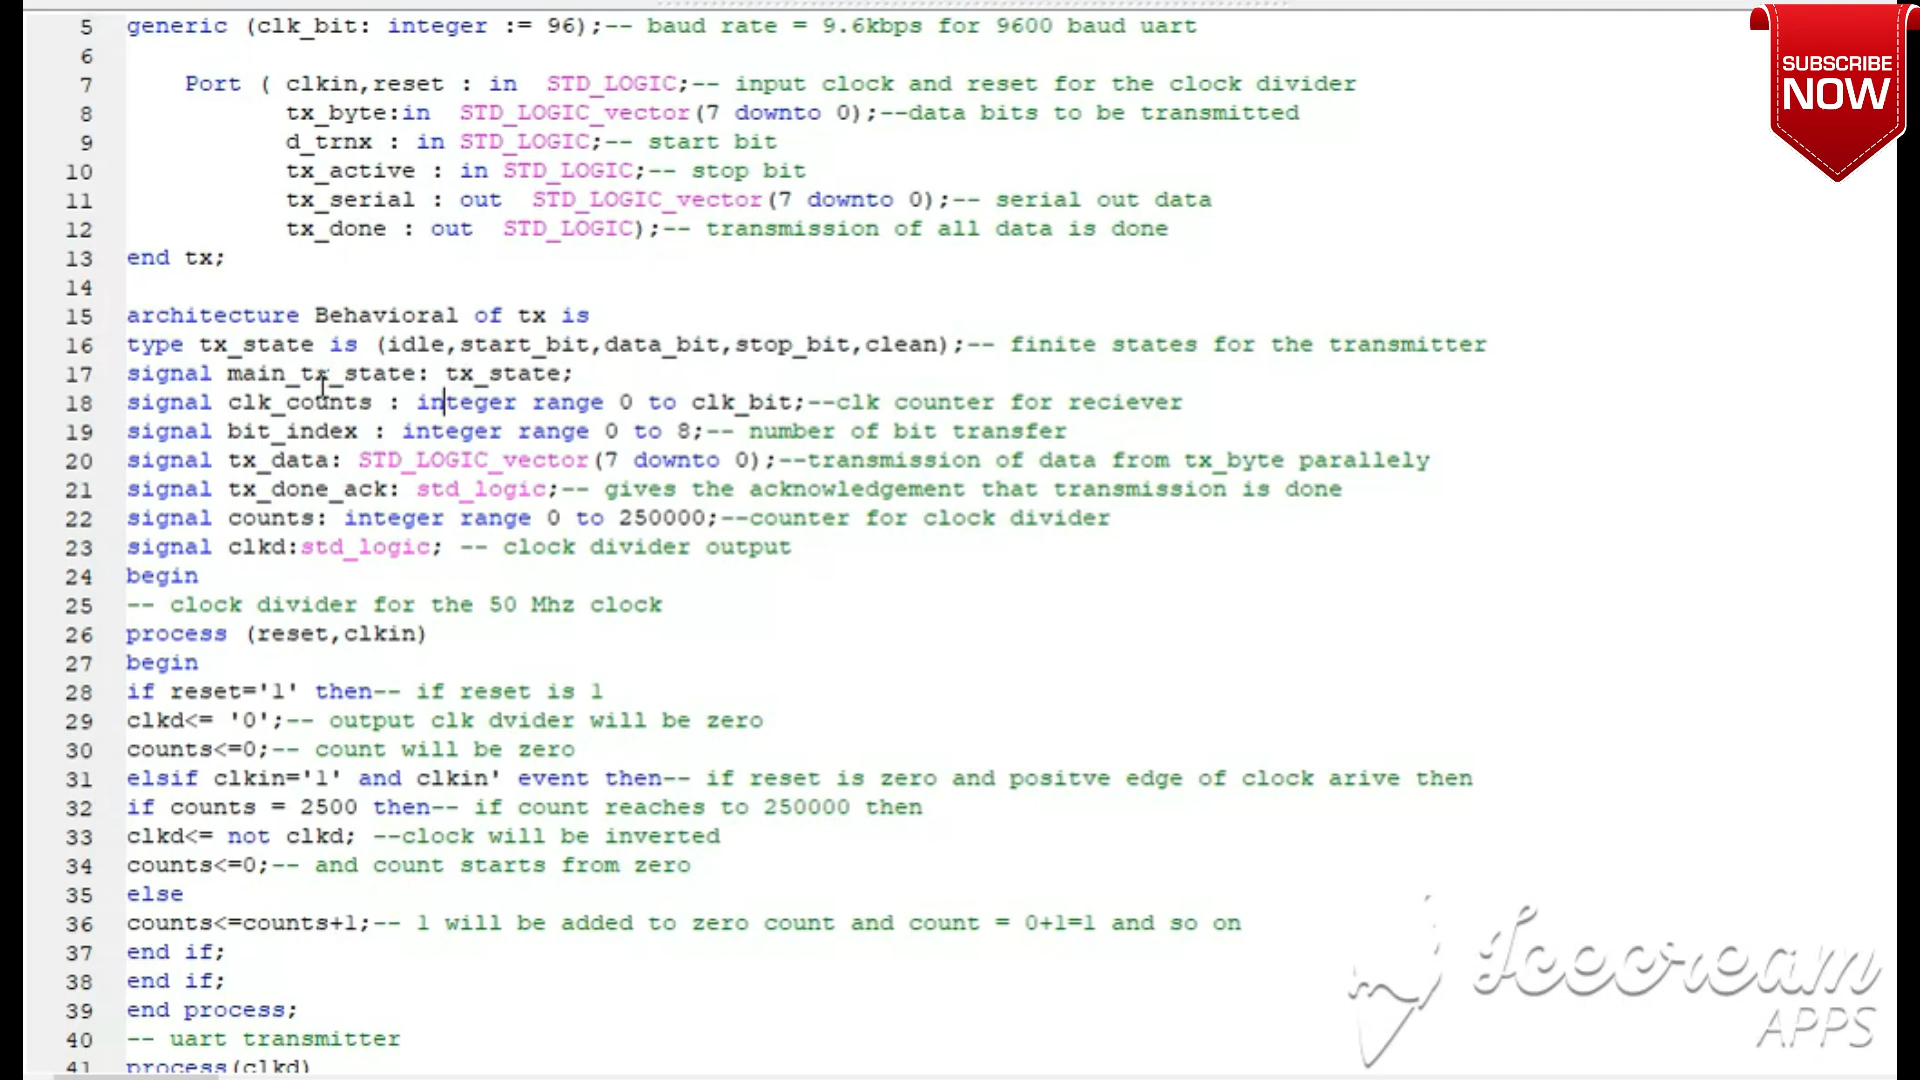 5 generic (clk_bit: integer := 96);-- baud rate = 9.6kbps for 9600 baud uart
6
7 Port ( clkin,reset : in STD_LOGIC;-- input clock and reset for the clock divider
8 tx_byte:in STD_LOGIC_vector(7 downto 0);--data bits to be transmitted
9 d_trnx : in STD_LOGIC;-- start bit
10 tx_active : in STD_LOGIC;-- stop bit
11 tx_serial : out STD_LOGIC_vector(7 downto 0);-- serial out data
12 tx_done : out STD_LOGIC);-- transmission of all data is done
13 end tx;
14
15 architecture Behavioral of tx is
16 type tx_state is (idle,start_bit,data_bit,stop_bit,clean);-- finite states for the transmitter
17 signal main_tx_state: tx_state;
18 signal clk_counts : integer range 0 to clk_bit;--clk counter for reciever
19 signal bit_index : integer range 0 to 8;-- number of bit transfer
20 signal tx_data: STD_LOGIC_vector(7 downto 0);--transmission of data from tx_byte parallely
21 signal tx_done_ack: std_logic;-- gives the acknowledgement that transmission is done
22 signal counts: integer range 0 to 250000;--counter for clock divider
23 signal clkd:std_logic; -- clock divider output
24 begin
25 -- clock divider for the 50 Mhz clock
26 process (reset,clkin)
27 begin
28 if reset='1' then-- if reset is 1
29 clkd<= '0';-- output clk dvider will be zero
30 counts<=0;-- count will be zero
31 elsif clkin='1' and clkin' event then-- if reset is zero and positve edge of clock arive then
32 if counts = 2500 then-- if count reaches to 250000 then
33 clkd<= not clkd; --clock will be inverted
34 counts<=0;-- and count starts from zero
35 else
36 counts<=counts+1;-- 1 will be added to zero count and count = 0+1=1 and so on
37 end if;
38 end if;
39 end process;
40 -- uart transmitter
41 process(clkd)
SUBSCRIBE
NOW
Icecream
APPS